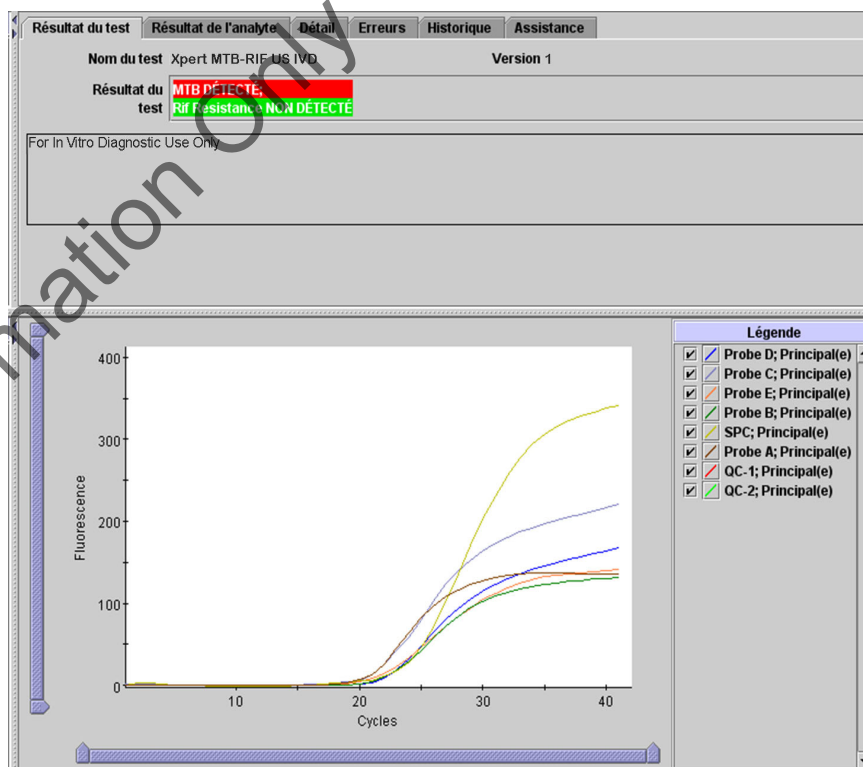 Résultat du test Résultat de l'analyte Détail Erreurs Historique Assistance
Nom du test Xpert MTB-RIF US IVD Version 1
Résultat du test MTB DÉTECTÉ;
Rif Resistance NON DÉTECTÉ
For In Vitro Diagnostic Use Only
mation Only
Légende
Probe D; Principal(e)
Probe C; Principal(e)
Probe E; Principal(e)
Probe B; Principal(e)
SPC; Principal(e)
Probe A; Principal(e)
QC-1; Principal(e)
QC-2; Principal(e)
400
300
200
100
0
Fluorescence
10 20 30 40
Cycles